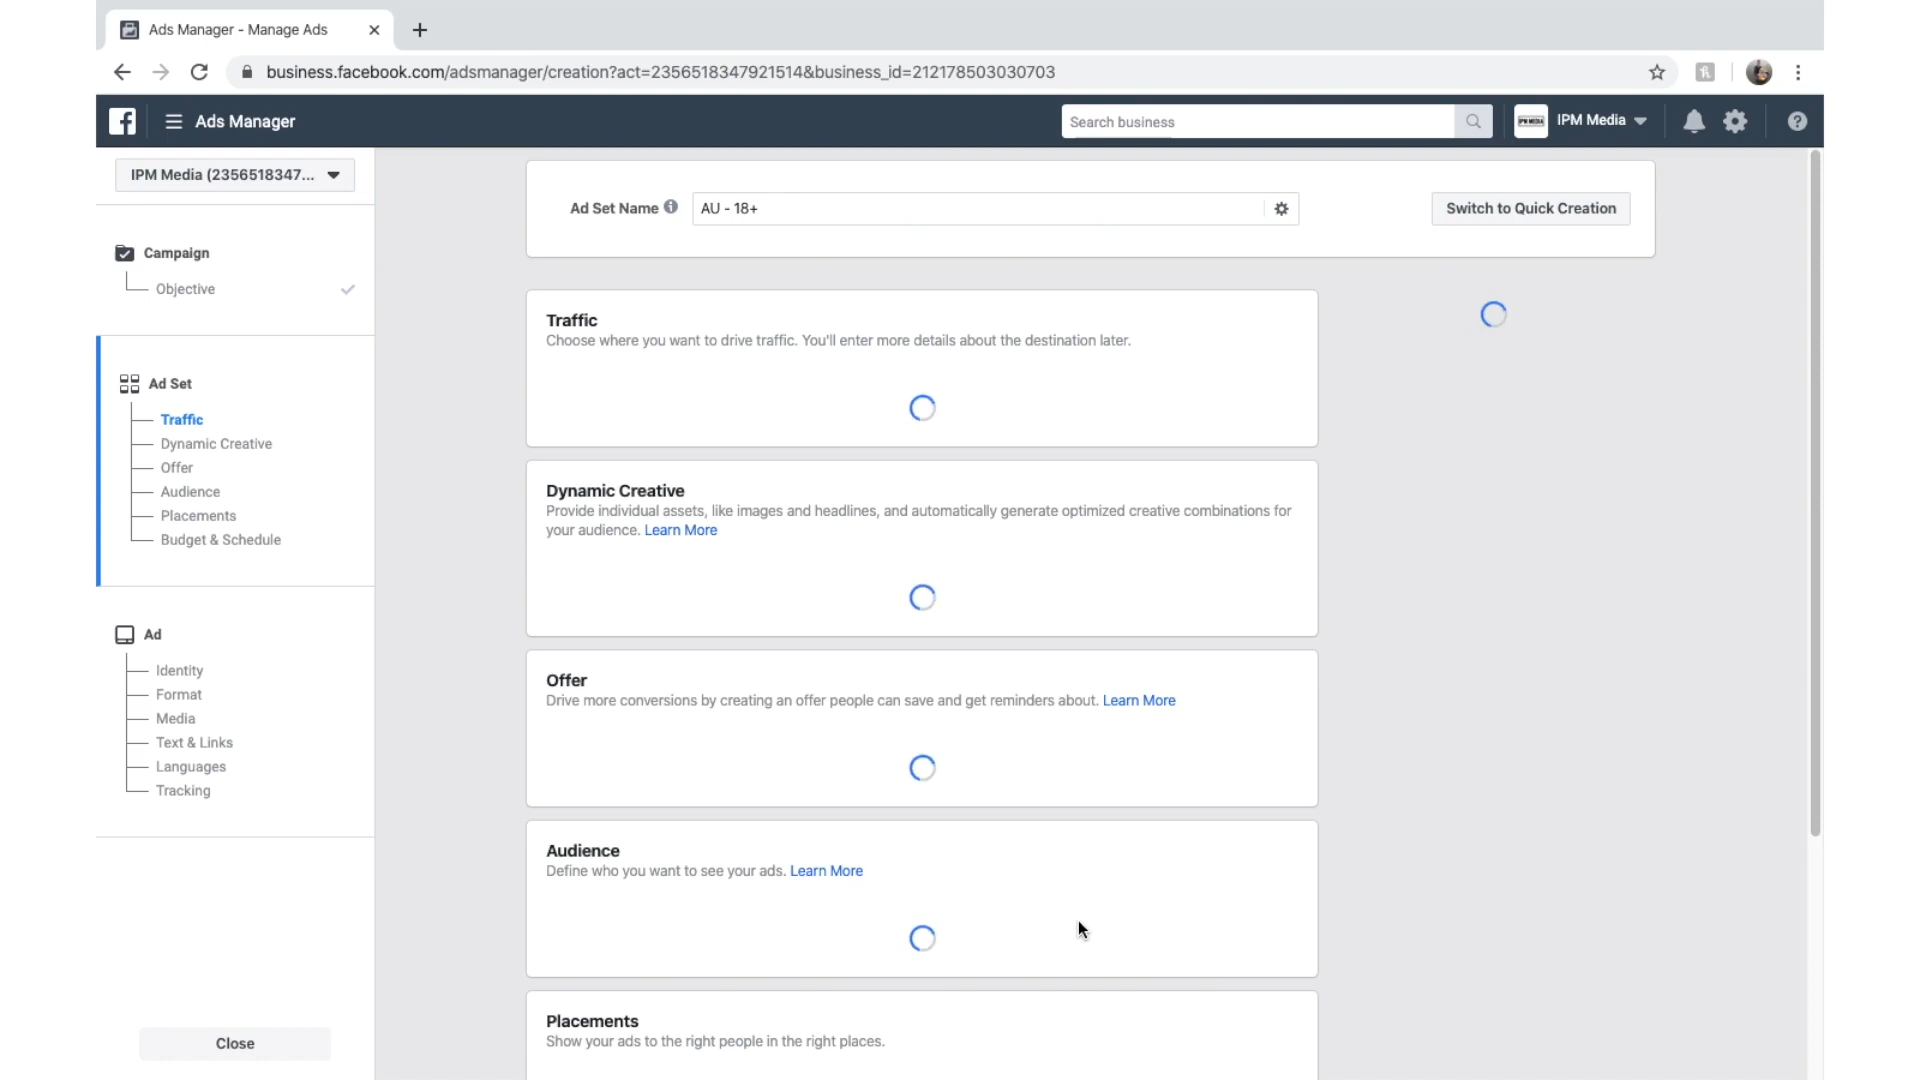 Ads Manager - Manage Ads
business.facebook.com/adsmanager/creation?act=2356518347921514&business_id=212178503030703
Ads Manager
Search business
IPM MEDIA
IPM Media
IPM Media (2356518347...
Ad Set Name
AU - 18+
Switch to Quick Creation
Campaign
Objective
Ad Set
Traffic
Dynamic Creative
Offer
Audience
Placements
Budget & Schedule
Ad
Identity
Format
Media
Text & Links
Languages
Tracking
Close
Traffic
Choose where you want to drive traffic. You'll enter more details about the destination later.
Dynamic Creative
Provide individual assets, like images and headlines, and automatically generate optimized creative combinations for
your audience. Learn More
Offer
Drive more conversions by creating an offer people can save and get reminders about. Learn More
Audience
Define who you want to see your ads. Learn More
Placements
Show your ads to the right people in the right places.